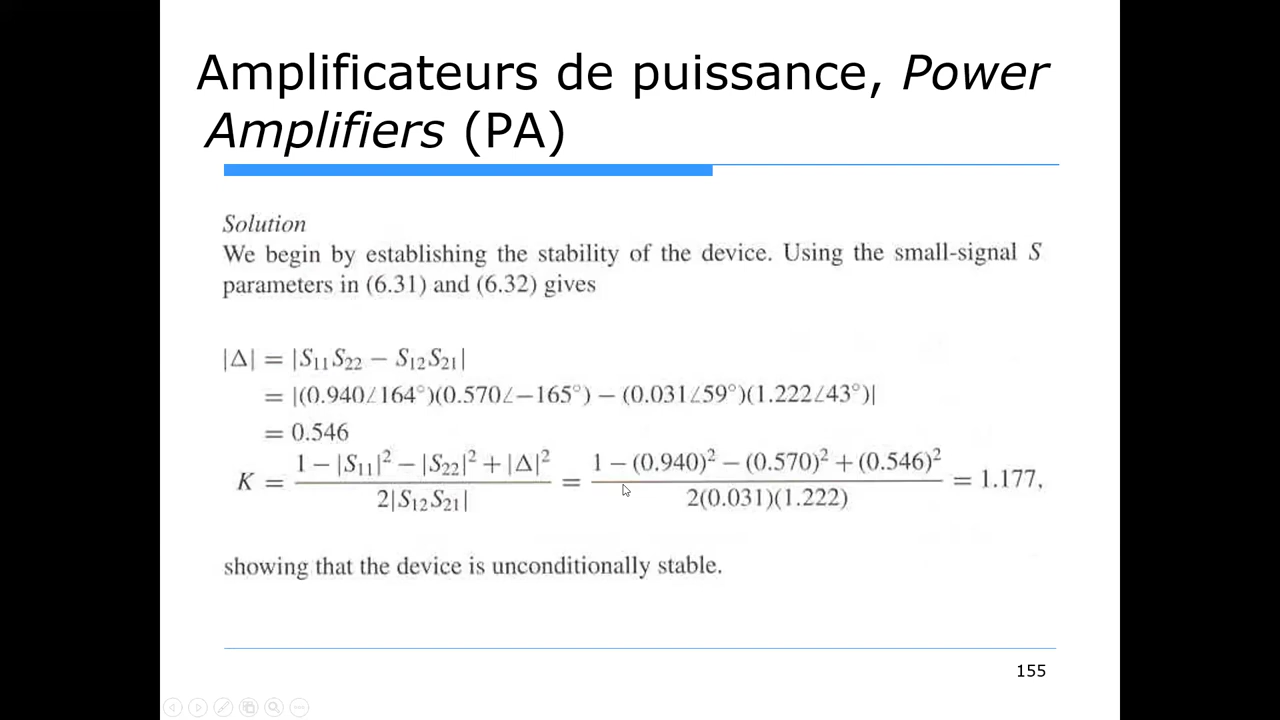 Amplificateurs de puissance, Power
Amplifiers (PA)
Solution
We begin by establishing the stability of the device. Using the small-signal S
parameters in (6.31) and (6.32) gives
|Δ| = |S₁₁S₂₂ − S₁₂S₂₁|
= |(0.940∠164°)(0.570∠−165°) − (0.031∠59°)(1.222∠43°)|
= 0.546
K = (1 − |S₁₁|² − |S₂₂|² + |Δ|²) / (2|S₁₂S₂₁|) = (1 − (0.940)² − (0.570)² + (0.546)²) / (2(0.031)(1.222)) = 1.177,
showing that the device is unconditionally stable.
155